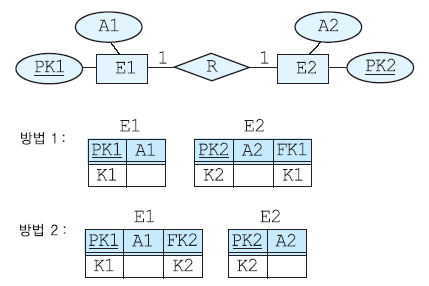 A1 A2
1 1
PK1 E1 R E2 PK2
E1 E2
방법 1 :
PK1 A1 PK2 A2 FK1
K1 K2 K1
E1 E2
방법 2 :
PK1 A1 FK2 PK2 A2
K1 K2 K2